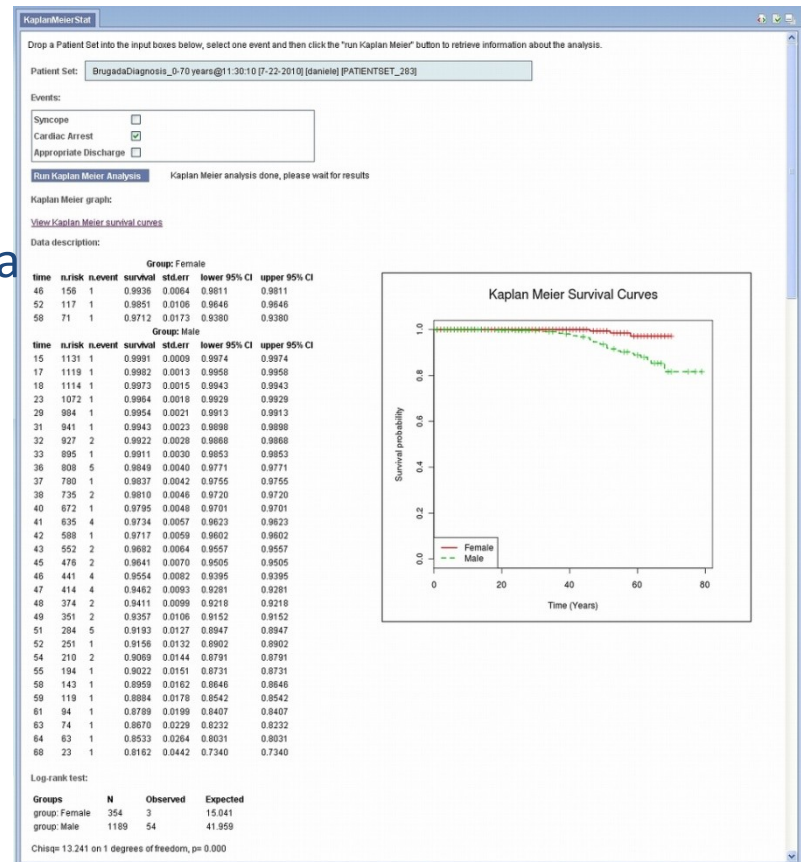 KaplanMeierStat
Drop a Patient Set into the input boxes below, select one event and then click the "run Kaplan Meier" button to retrieve information about the analysis.
Patient Set: BrugadaDiagnosis_0-70 years@11:30:10 [7-22-2010] [daniele] [PATIENTSET_283]
Events:
Syncope
Cardiac Arrest
Appropriate Discharge
Run Kaplan Meier Analysis Kaplan Meier analysis done, please wait for results
Kaplan Meier graph:
View Kaplan Meier survival curves
Data description:
a
Group: Female
time n.risk n.event survival std.err lower 95% CI upper 95% CI
46 156 1 0.9936 0.0064 0.9811 0.9811
52 117 1 0.9851 0.0106 0.9646 0.9646
58 71 1 0.9712 0.0173 0.9380 0.9380
Group: Male
time n.risk n.event survival std.err lower 95% CI upper 95% CI
15 1131 1 0.9991 0.0009 0.9974 0.9974
17 1119 1 0.9982 0.0013 0.9958 0.9958
18 1114 1 0.9973 0.0015 0.9943 0.9943
23 1072 1 0.9964 0.0018 0.9929 0.9929
29 984 1 0.9954 0.0021 0.9913 0.9913
31 941 1 0.9943 0.0023 0.9898 0.9898
32 927 2 0.9922 0.0028 0.9868 0.9868
33 895 1 0.9911 0.0030 0.9853 0.9853
36 808 5 0.9849 0.0040 0.9771 0.9771
37 780 1 0.9837 0.0042 0.9755 0.9755
38 735 2 0.9810 0.0046 0.9720 0.9720
40 672 1 0.9795 0.0048 0.9701 0.9701
41 635 4 0.9734 0.0057 0.9623 0.9623
42 588 1 0.9717 0.0059 0.9602 0.9602
43 552 2 0.9682 0.0064 0.9557 0.9557
45 476 2 0.9641 0.0070 0.9505 0.9505
46 441 4 0.9554 0.0082 0.9395 0.9395
47 414 4 0.9462 0.0093 0.9281 0.9281
48 374 2 0.9411 0.0099 0.9218 0.9218
49 351 2 0.9357 0.0106 0.9152 0.9152
51 284 5 0.9193 0.0127 0.8947 0.8947
52 251 1 0.9156 0.0132 0.8902 0.8902
54 210 2 0.9069 0.0144 0.8791 0.8791
55 194 1 0.9022 0.0151 0.8731 0.8731
58 143 1 0.8959 0.0162 0.8646 0.8646
59 119 1 0.8884 0.0178 0.8542 0.8542
61 94 1 0.8789 0.0199 0.8407 0.8407
63 74 1 0.8670 0.0229 0.8232 0.8232
64 63 1 0.8533 0.0264 0.8031 0.8031
68 23 1 0.8162 0.0442 0.7340 0.7340
Log-rank test:
Groups N Observed Expected
group: Female 354 3 15.041
group: Male 1189 54 41.959
Chisq= 13.241 on 1 degrees of freedom, p= 0.000
Kaplan Meier Survival Curves
Survival probability
1.0
0.8
0.6
0.4
0.2
0.0
Female
Male
0 20 40 60 80
Time (Years)